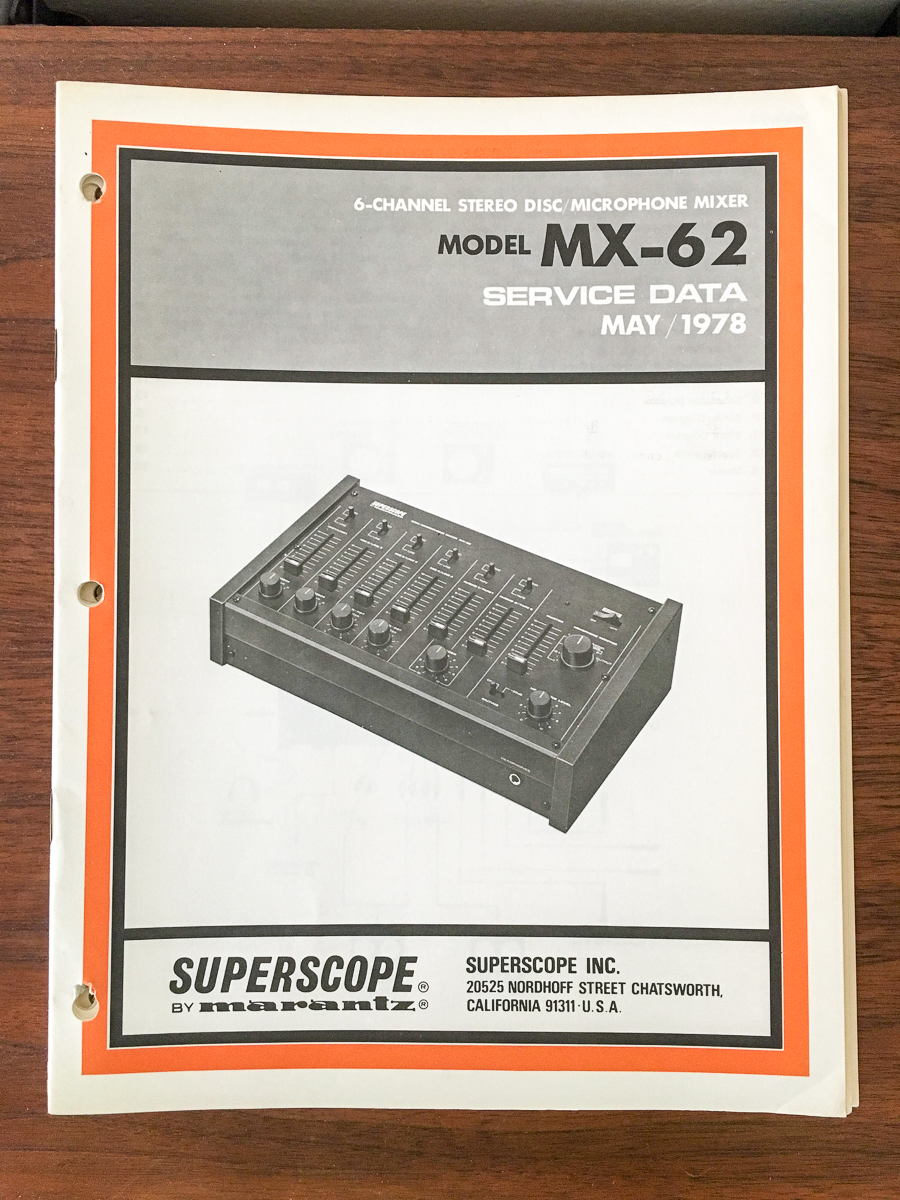 6-CHANNEL STEREO DISC/MICROPHONE MIXER
MODEL MX-62
SERVICE DATA
MAY/1978
SUPERSCOPE
SUPERSCOPE®
BY marantz®
SUPERSCOPE INC.
20525 NORDHOFF STREET CHATSWORTH,
CALIFORNIA 91311·U.S.A.